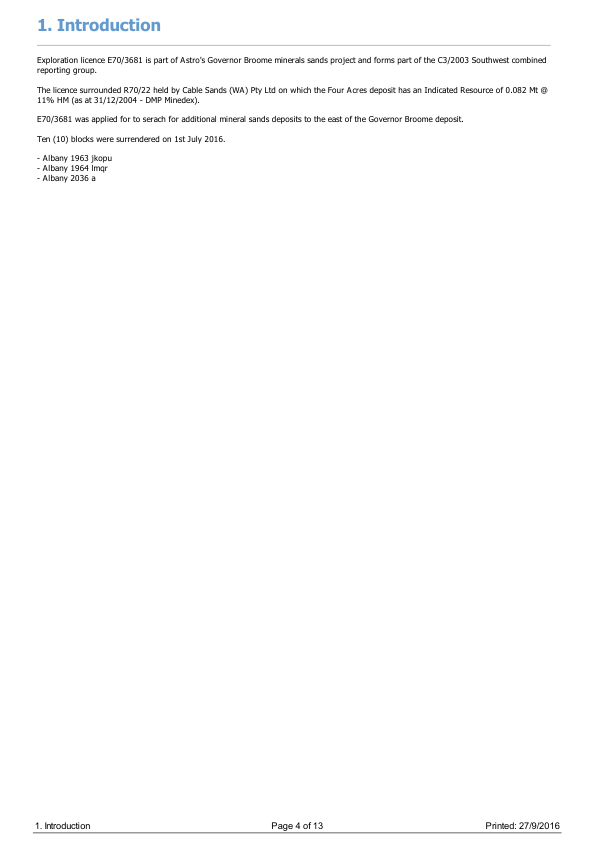 1. Introduction
Exploration licence E70/3681 is part of Astro's Governor Broome minerals sands project and forms part of the C3/2003 Southwest combined
reporting group.
The licence surrounded R70/22 held by Cable Sands (WA) Pty Ltd on which the Four Acres deposit has an Indicated Resource of 0.082 Mt @
11% HM (as at 31/12/2004 - DMP Minedex).
E70/3681 was applied for to serach for additional mineral sands deposits to the east of the Governor Broome deposit.
Ten (10) blocks were surrendered on 1st July 2016.
- Albany 1963 jkopu
- Albany 1964 lmqr
- Albany 2036 a
1. Introduction
Page 4 of 13
Printed: 27/9/2016